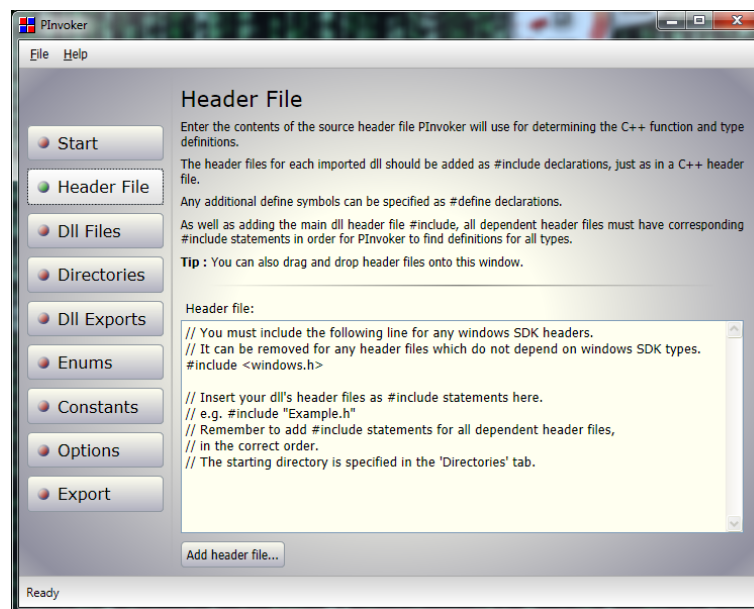 PInvoker
File Help
Header File
Enter the contents of the source header file PInvoker will use for determining the C++ function and type
definitions.
The header files for each imported dll should be added as #include declarations, just as in a C++ header
file.
Any additional define symbols can be specified as #define declarations.
As well as adding the main dll header file #include, all dependent header files must have corresponding
#include statements in order for PInvoker to find definitions for all types.
Tip : You can also drag and drop header files onto this window.
Start
Header File
Dll Files
Directories
Dll Exports
Enums
Constants
Options
Export
Header file:
// You must include the following line for any windows SDK headers.
// It can be removed for any header files which do not depend on windows SDK types.
#include <windows.h>
// Insert your dll's header files as #include statements here.
// e.g. #include "Example.h"
// Remember to add #include statements for all dependent header files,
// in the correct order.
// The starting directory is specified in the 'Directories' tab.
Add header file...
Ready